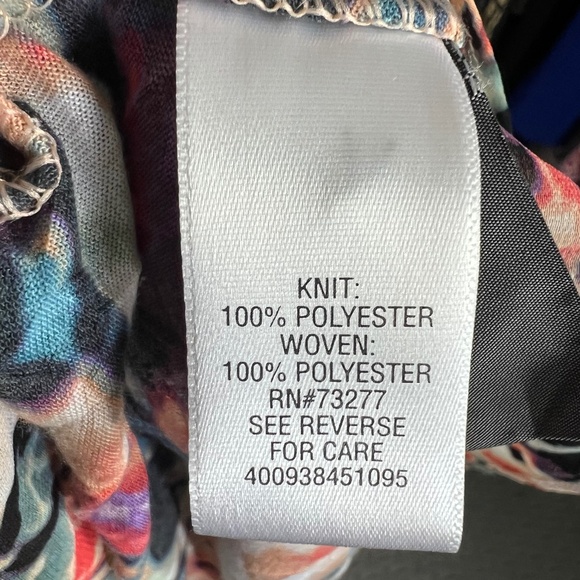 KNIT:
100% POLYESTER
WOVEN:
100% POLYESTER
RN#73277
SEE REVERSE
FOR CARE
400938451095